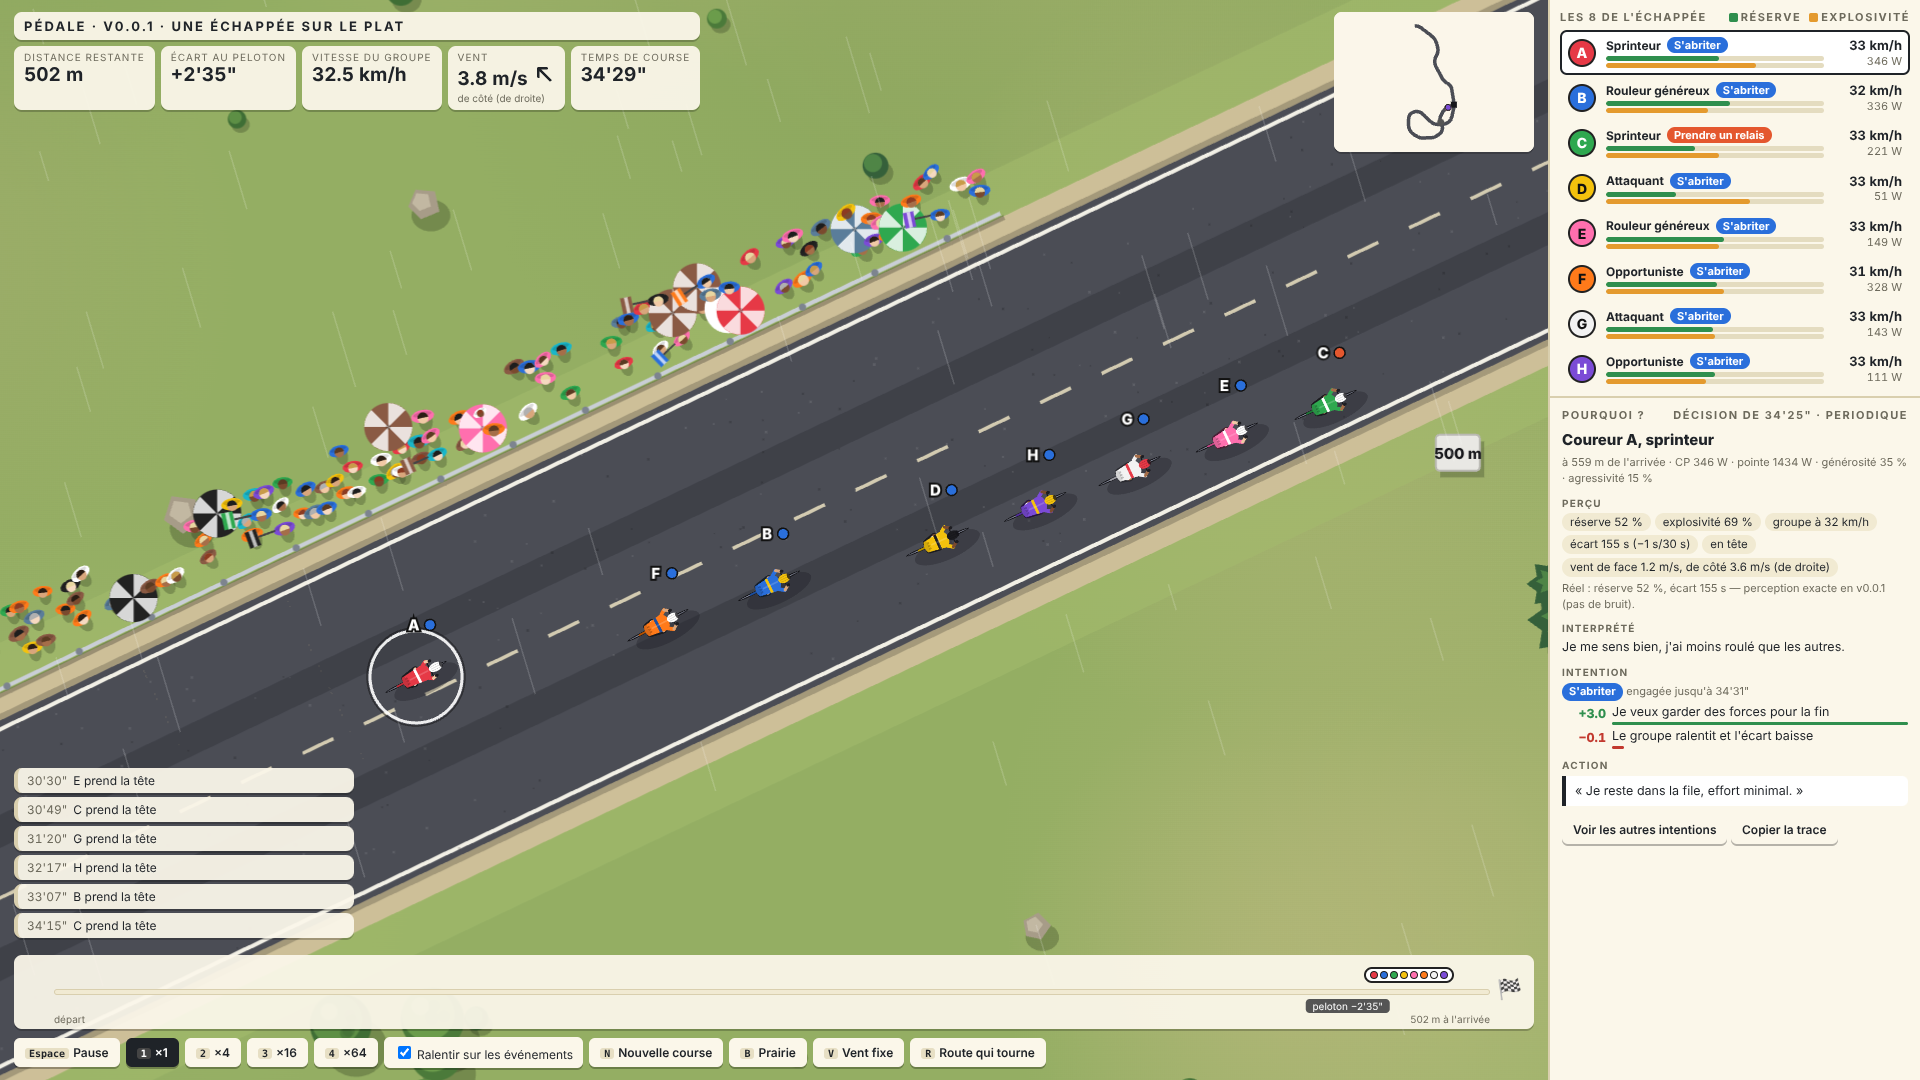 PÉDALE · V0.0.1 · UNE ÉCHAPPÉE SUR LE PLAT
DISTANCE RESTANTE
502 m
ÉCART AU PELOTON
+2'35"
VITESSE DU GROUPE
32.5 km/h
VENT
3.8 m/s
de côté (de droite)
TEMPS DE COURSE
34'29"
C
E
G
H
D
B
F
A
500 m
30'30" E prend la tête
30'49" C prend la tête
31'20" G prend la tête
32'17" H prend la tête
33'07" B prend la tête
34'15" C prend la tête
peloton −2'35"
départ
502 m à l'arrivée
Espace Pause
1 ×1
2 ×4
3 ×16
4 ×64
Ralentir sur les événements
N Nouvelle course
B Prairie
V Vent fixe
R Route qui tourne
LES 8 DE L'ÉCHAPPÉE RÉSERVE EXPLOSIVITÉ
A Sprinteur S'abriter 33 km/h
346 W
B Rouleur généreux S'abriter 32 km/h
336 W
C Sprinteur Prendre un relais 33 km/h
221 W
D Attaquant S'abriter 33 km/h
51 W
E Rouleur généreux S'abriter 33 km/h
149 W
F Opportuniste S'abriter 31 km/h
328 W
G Attaquant S'abriter 33 km/h
143 W
H Opportuniste S'abriter 33 km/h
111 W
POURQUOI ? DÉCISION DE 34'25" · PERIODIQUE
Coureur A, sprinteur
à 559 m de l'arrivée · CP 346 W · pointe 1434 W · générosité 35 %
· agressivité 15 %
PERÇU
réserve 52 % explosivité 69 % groupe à 32 km/h
écart 155 s (−1 s/30 s) en tête
vent de face 1.2 m/s, de côté 3.6 m/s (de droite)
Réel : réserve 52 %, écart 155 s — perception exacte en v0.0.1
(pas de bruit).
INTERPRÉTÉ
Je me sens bien, j'ai moins roulé que les autres.
INTENTION
S'abriter engagée jusqu'à 34'31"
+3.0 Je veux garder des forces pour la fin
−0.1 Le groupe ralentit et l'écart baisse
ACTION
« Je reste dans la file, effort minimal. »
Voir les autres intentions
Copier la trace